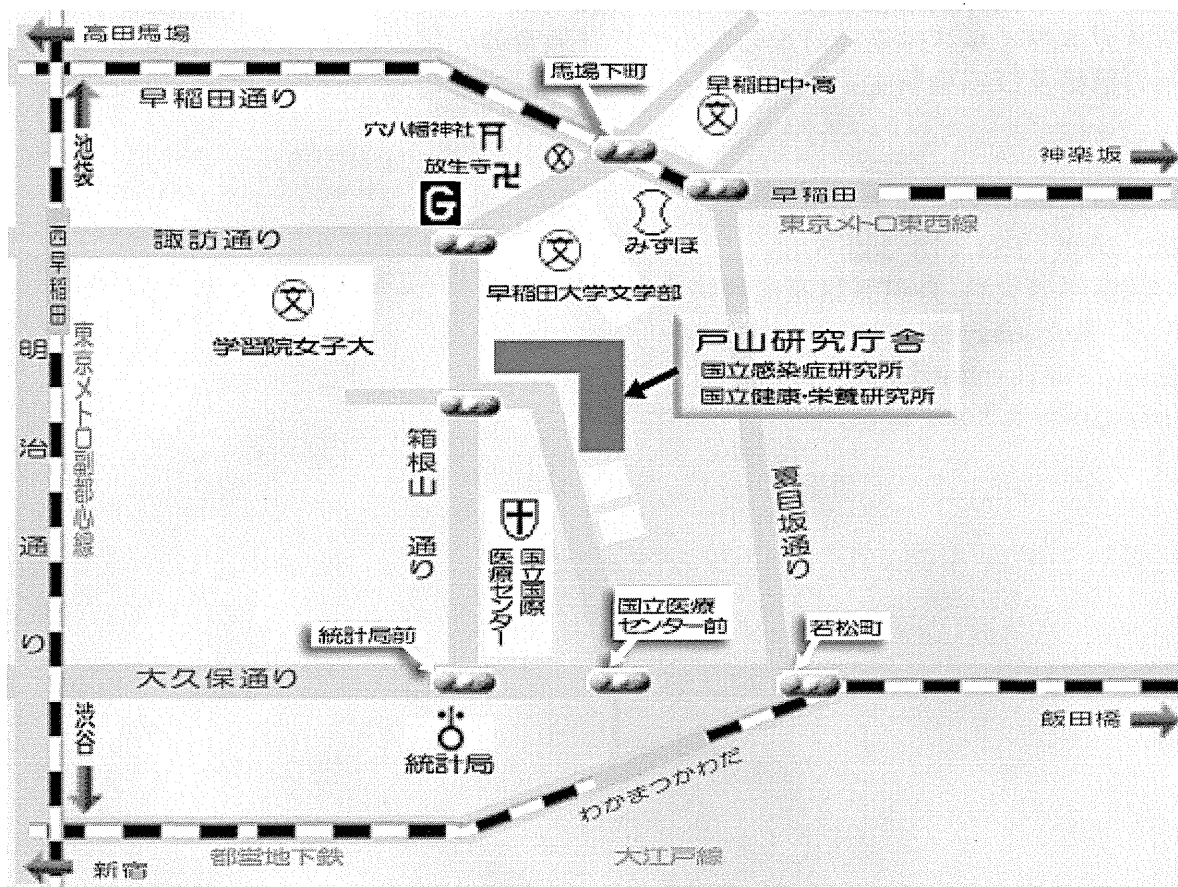 高田馬場
早稲田通り
池袋
馬場下町
早稲田中・高
文
穴八幡神社
放生寺
文
G
神楽坂
早稲田
東京メトロ東西線
諏訪通り
みずほ
文
早稲田大学文学部
西早稲田
文
学習院女子大
戸山研究庁舎
国立感染症研究所
国立健康・栄養研究所
明治通り
東京メトロ副都心線
箱根山通り
夏目坂通り
国立国際
医療センター
統計局前
国立医療
センター前
若松町
大久保通り
渋谷
統計局
飯田橋
わかまつかわだ
都営地下鉄
大江戸線
新宿